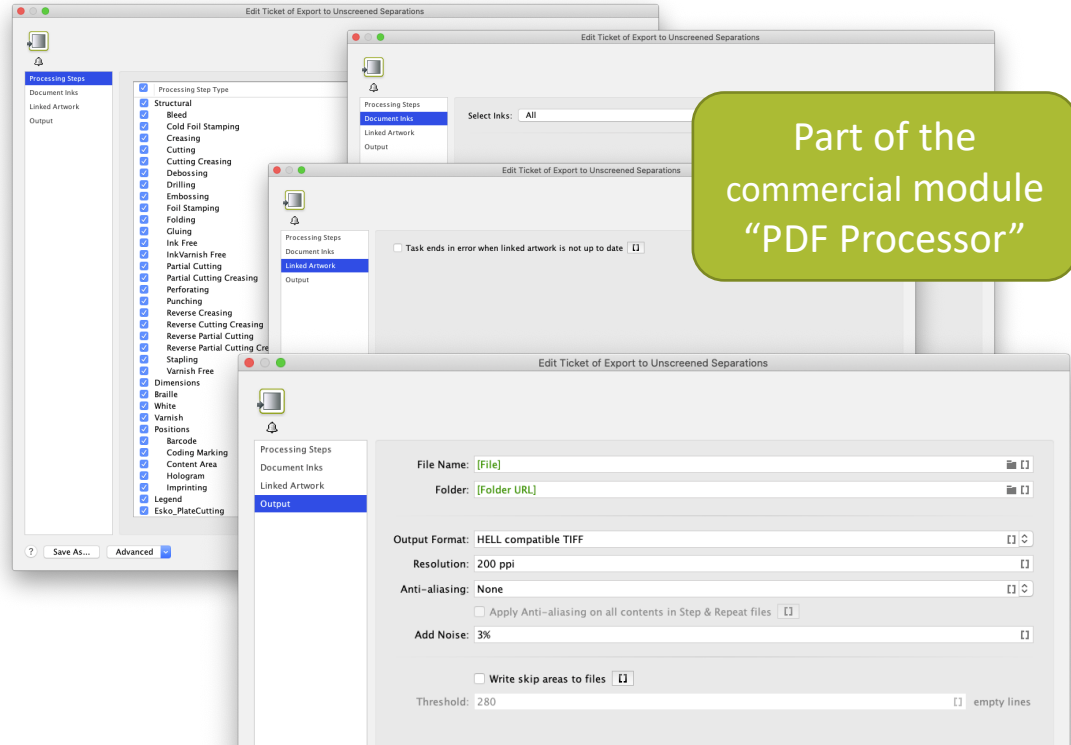 Edit Ticket of Export to Unscreened Separations
Processing Steps
Document Inks
Linked Artwork
Output
Processing Step Type
Structural
Bleed
Cold Foil Stamping
Creasing
Cutting
Cutting Creasing
Debossing
Drilling
Embossing
Foil Stamping
Folding
Gluing
Ink Free
InkVarnish Free
Partial Cutting
Partial Cutting Creasing
Perforating
Punching
Reverse Creasing
Reverse Cutting Creasing
Reverse Partial Cutting
Reverse Partial Cutting Cre
Stapling
Varnish Free
Dimensions
Braille
White
Varnish
Positions
Barcode
Coding Marking
Content Area
Hologram
Imprinting
Legend
Esko_PlateCutting
? Save As... Advanced
Edit Ticket of Export to Unscreened Separations
Processing Steps
Document Inks
Linked Artwork
Output
Select Inks: All
Part of the
commercial module
“PDF Processor”
Edit Ticket of Export to Unscreened Separations
Processing Steps
Document Inks
Linked Artwork
Output
Task ends in error when linked artwork is not up to date []
Edit Ticket of Export to Unscreened Separations
Processing Steps
Document Inks
Linked Artwork
Output
File Name: [File] []
Folder: [Folder URL] []
Output Format: HELL compatible TIFF []
Resolution: 200 ppi []
Anti-aliasing: None []
Apply Anti-aliasing on all contents in Step & Repeat files []
Add Noise: 3% []
Write skip areas to files []
Threshold: 280 [] empty lines